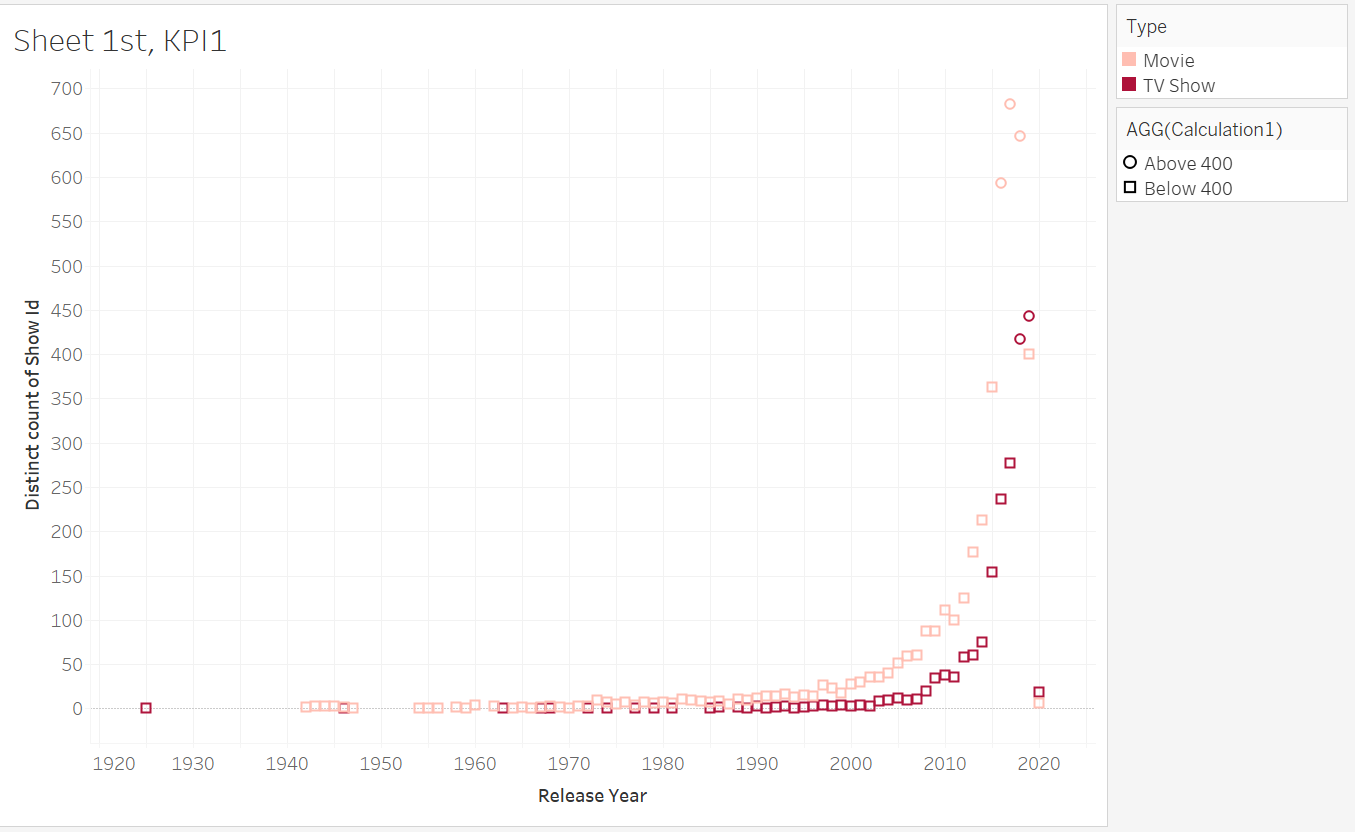 Sheet 1st, KPI1
Type
Movie
TV Show
AGG(Calculation1)
Above 400
Below 400
Distinct count of Show Id
700
650
600
550
500
450
400
350
300
250
200
150
100
50
0
1920 1930 1940 1950 1960 1970 1980 1990 2000 2010 2020
Release Year